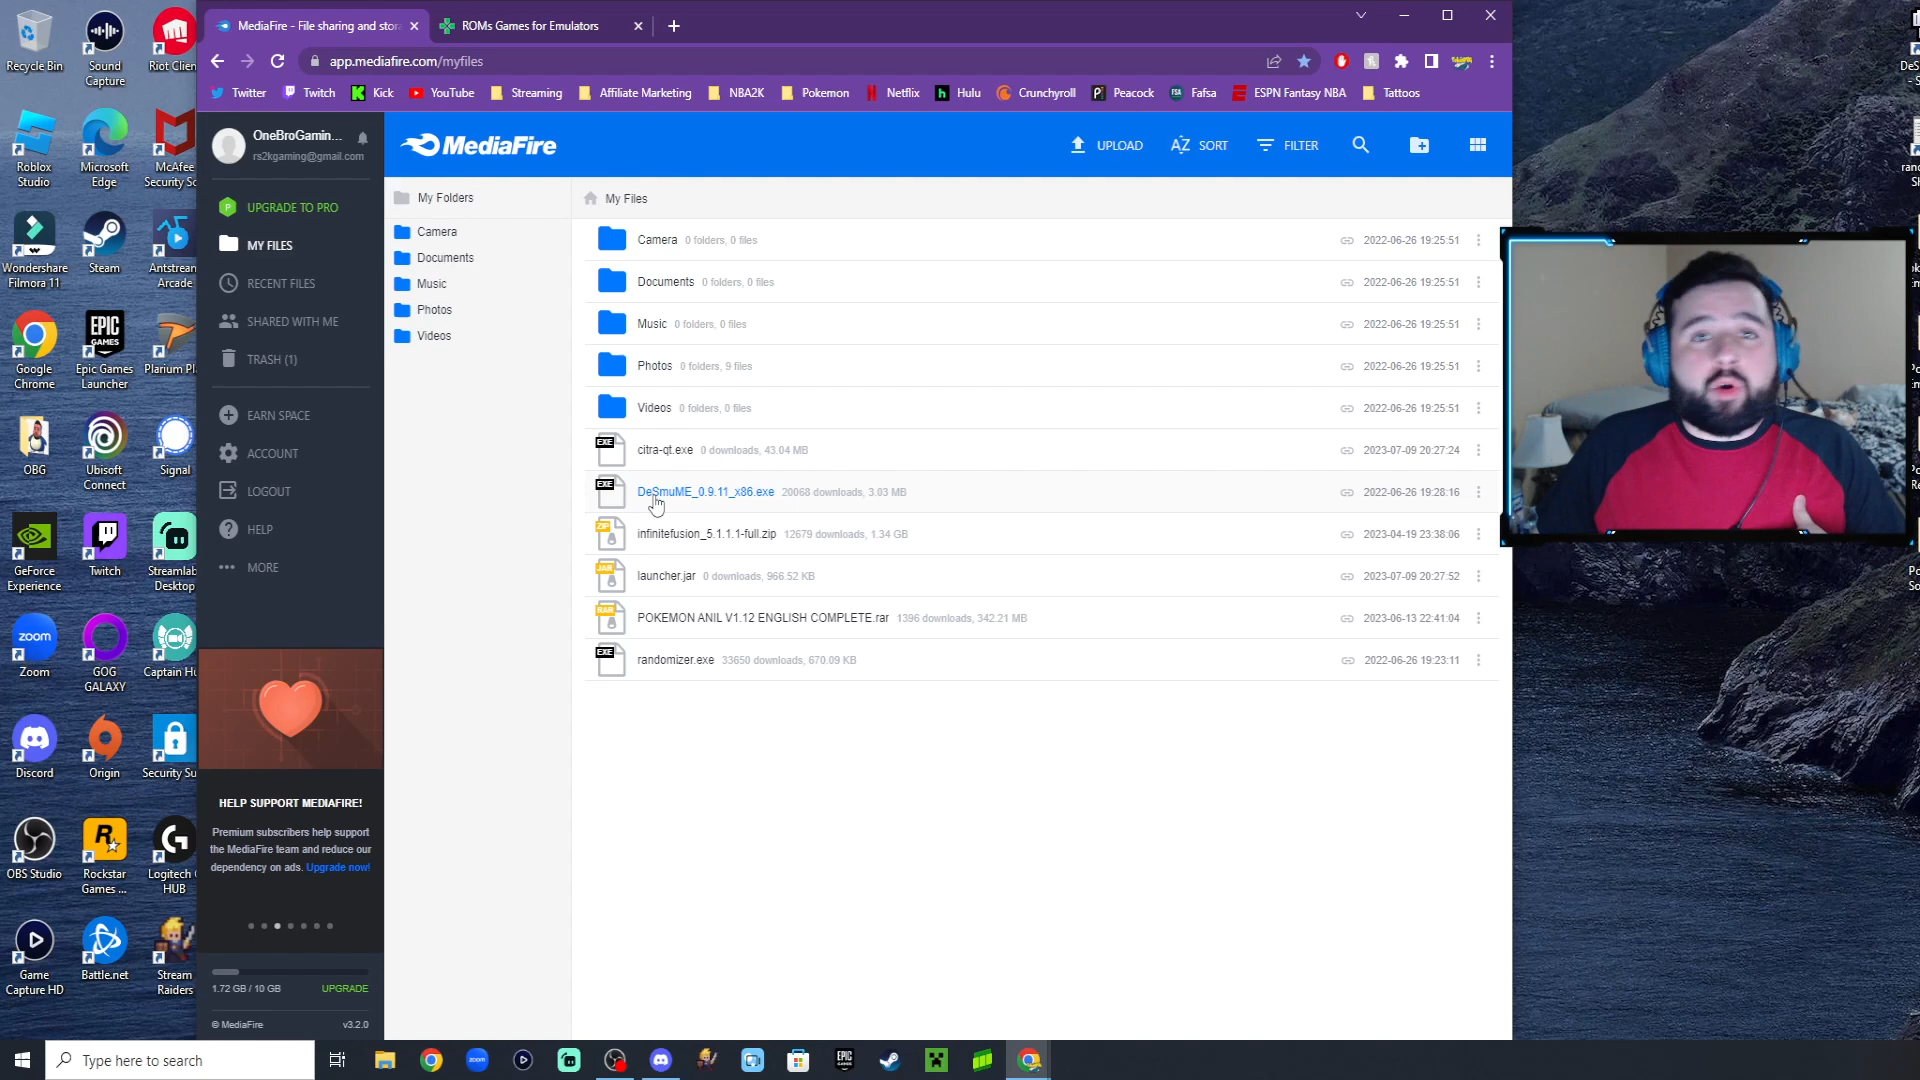 MediaFire - File sharing and stora
ROMs Games for Emulators
app.mediafire.com/myfiles
Twitter
Twitch
Kick
YouTube
Streaming
Affiliate Marketing
NBA2K
Pokemon
Netflix
Hulu
Crunchyroll
Peacock
Fafsa
ESPN Fantasy NBA
Tattoos
Recycle Bin
Sound Capture
Riot Clien
Roblox Studio
Microsoft Edge
McAfee Security Sc
Wondershare Filmora 11
Steam
Antstream Arcade
Google Chrome
EPIC GAMES
Epic Games Launcher
Plarium Pl
OBG
Ubisoft Connect
Signal
GeForce Experience
Twitch
Streamlab Desktop
zoom
Zoom
GOG GALAXY
Captain Hu
Discord
Origin
Security Su
OBS Studio
Rockstar Games ...
Logitech G HUB
Game Capture HD
Battle.net
Stream Raiders
OneBroGamin...
rs2kgaming@gmail.com
UPGRADE TO PRO
MY FILES
RECENT FILES
SHARED WITH ME
TRASH (1)
EARN SPACE
ACCOUNT
LOGOUT
HELP
MORE
HELP SUPPORT MEDIAFIRE!
Premium subscribers help support
the MediaFire team and reduce our
dependency on ads. Upgrade now!
1.72 GB / 10 GB
UPGRADE
© MediaFire
v3.2.0
MediaFire
UPLOAD
AZ SORT
FILTER
My Folders
Camera
Documents
Music
Photos
Videos
My Files
Camera 0 folders, 0 files 2022-06-26 19:25:51
Documents 0 folders, 0 files 2022-06-26 19:25:51
Music 0 folders, 0 files 2022-06-26 19:25:51
Photos 0 folders, 9 files 2022-06-26 19:25:51
Videos 0 folders, 0 files 2022-06-26 19:25:51
EXE citra-qt.exe 0 downloads, 43.04 MB 2023-07-09 20:27:24
EXE DeSmuME_0.9.11_x86.exe 20068 downloads, 3.03 MB 2022-06-26 19:28:16
ZIP infinitefusion_5.1.1.1-full.zip 12679 downloads, 1.34 GB 2023-04-19 23:38:06
JAR launcher.jar 0 downloads, 966.52 KB 2023-07-09 20:27:52
RAR POKEMON ANIL V1.12 ENGLISH COMPLETE.rar 1396 downloads, 342.21 MB 2023-06-13 22:41:04
EXE randomizer.exe 33650 downloads, 670.09 KB 2022-06-26 19:23:11
Type here to search
zoom
EPIC